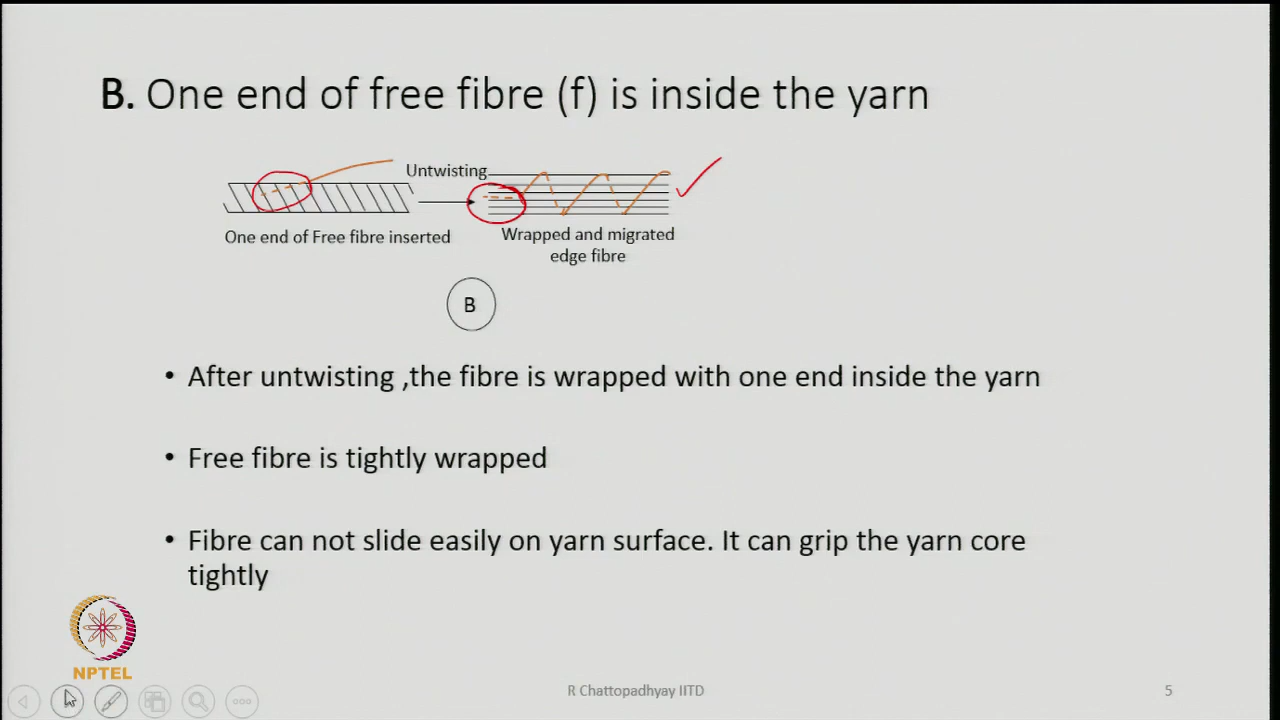 B. One end of free fibre (f) is inside the yarn
Untwisting
One end of Free fibre inserted
Wrapped and migrated
edge fibre
B
• After untwisting ,the fibre is wrapped with one end inside the yarn
• Free fibre is tightly wrapped
• Fibre can not slide easily on yarn surface. It can grip the yarn core
tightly
NPTEL
R Chattopadhyay IITD
5